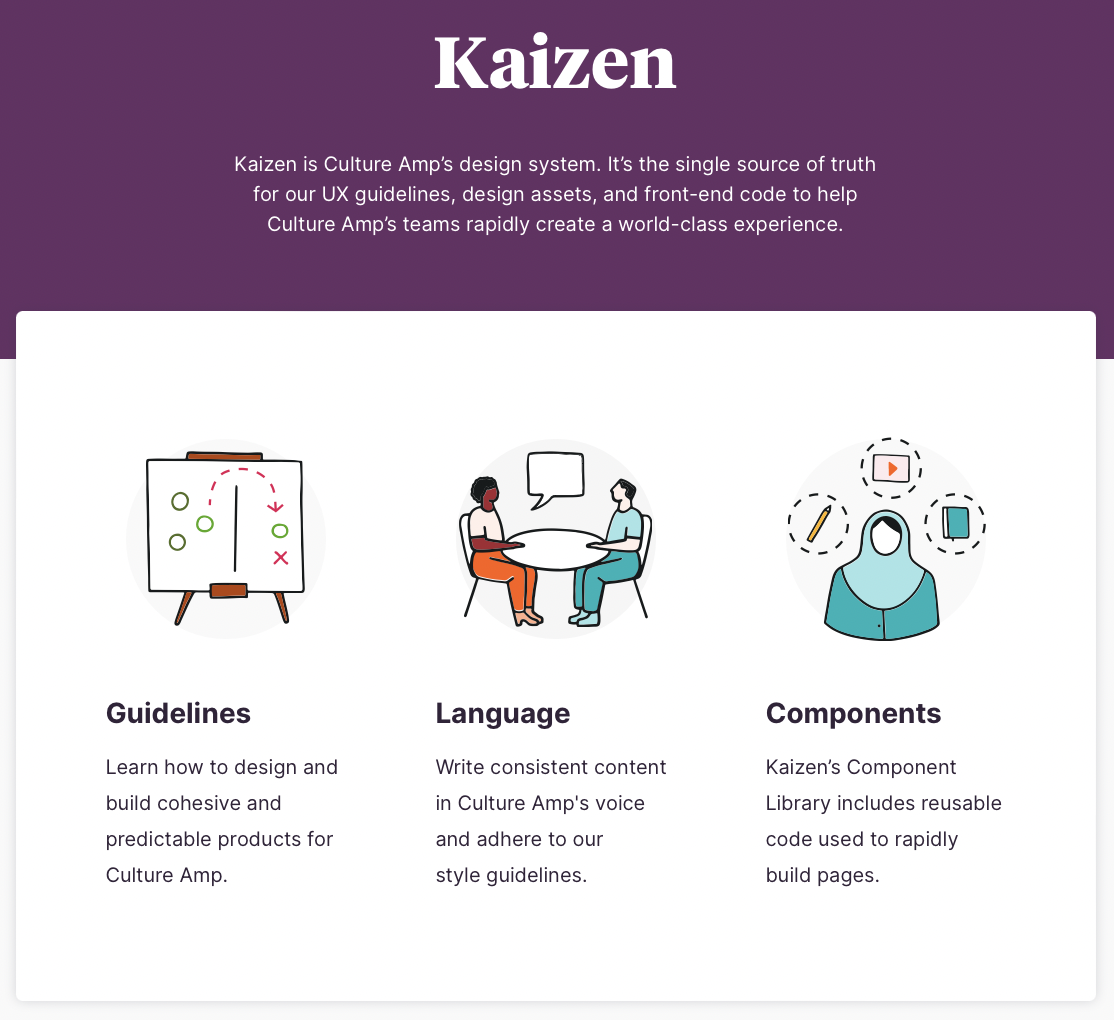 Kaizen
Kaizen is Culture Amp’s design system. It’s the single source of truth
for our UX guidelines, design assets, and front-end code to help
Culture Amp’s teams rapidly create a world-class experience.
Guidelines
Learn how to design and
build cohesive and
predictable products for
Culture Amp.
Language
Write consistent content
in Culture Amp's voice
and adhere to our
style guidelines.
Components
Kaizen’s Component
Library includes reusable
code used to rapidly
build pages.